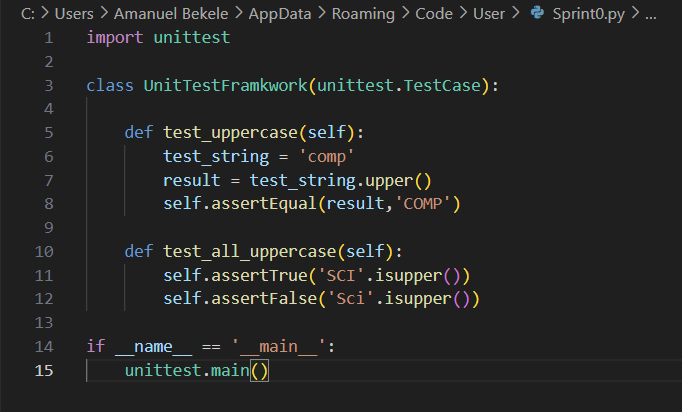 C: > Users > Amanuel Bekele > AppData > Roaming > Code > User > Sprint0.py > ...
1 import unittest
2
3 class UnitTestFramkwork(unittest.TestCase):
4
5     def test_uppercase(self):
6         test_string = 'comp'
7         result = test_string.upper()
8         self.assertEqual(result,'COMP')
9
10     def test_all_uppercase(self):
11         self.assertTrue('SCI'.isupper())
12         self.assertFalse('Sci'.isupper())
13
14 if __name__ == '__main__':
15     unittest.main()